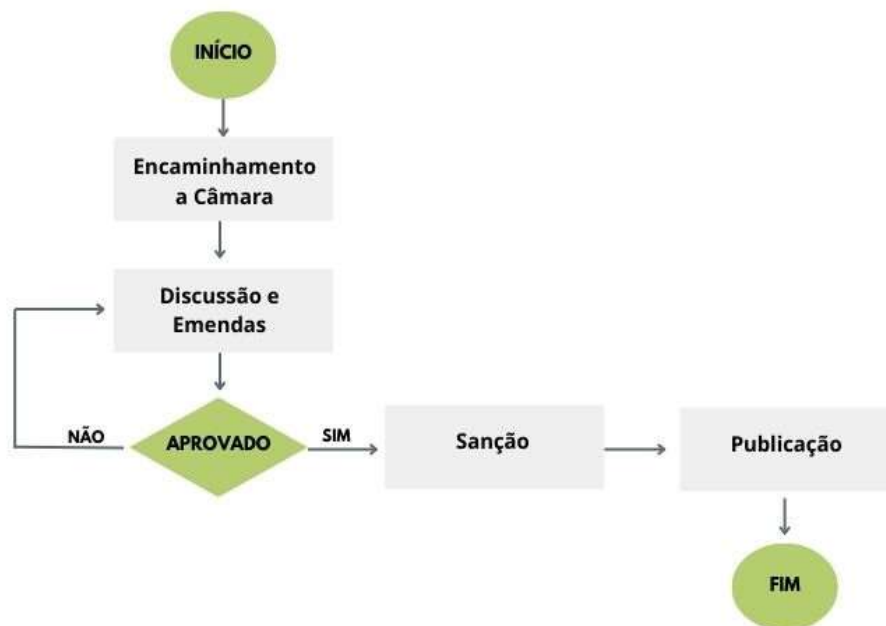 INÍCIO
Encaminhamento
a Câmara
Discussão e
Emendas
NÃO
APROVADO
SIM
Sanção
Publicação
FIM